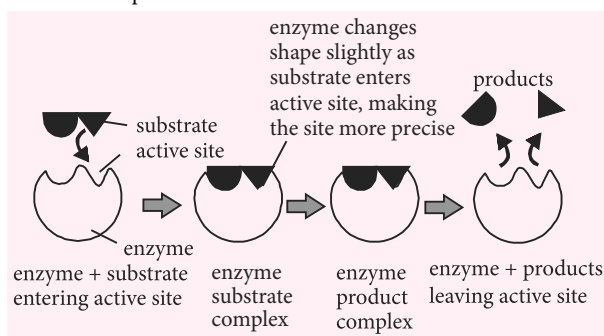 enzyme changes
shape slightly as
substrate enters
active site, making
the site more precise
products
substrate
active site
enzyme
enzyme + substrate
entering active site
enzyme
substrate
complex
enzyme
product
complex
enzyme + products
leaving active site